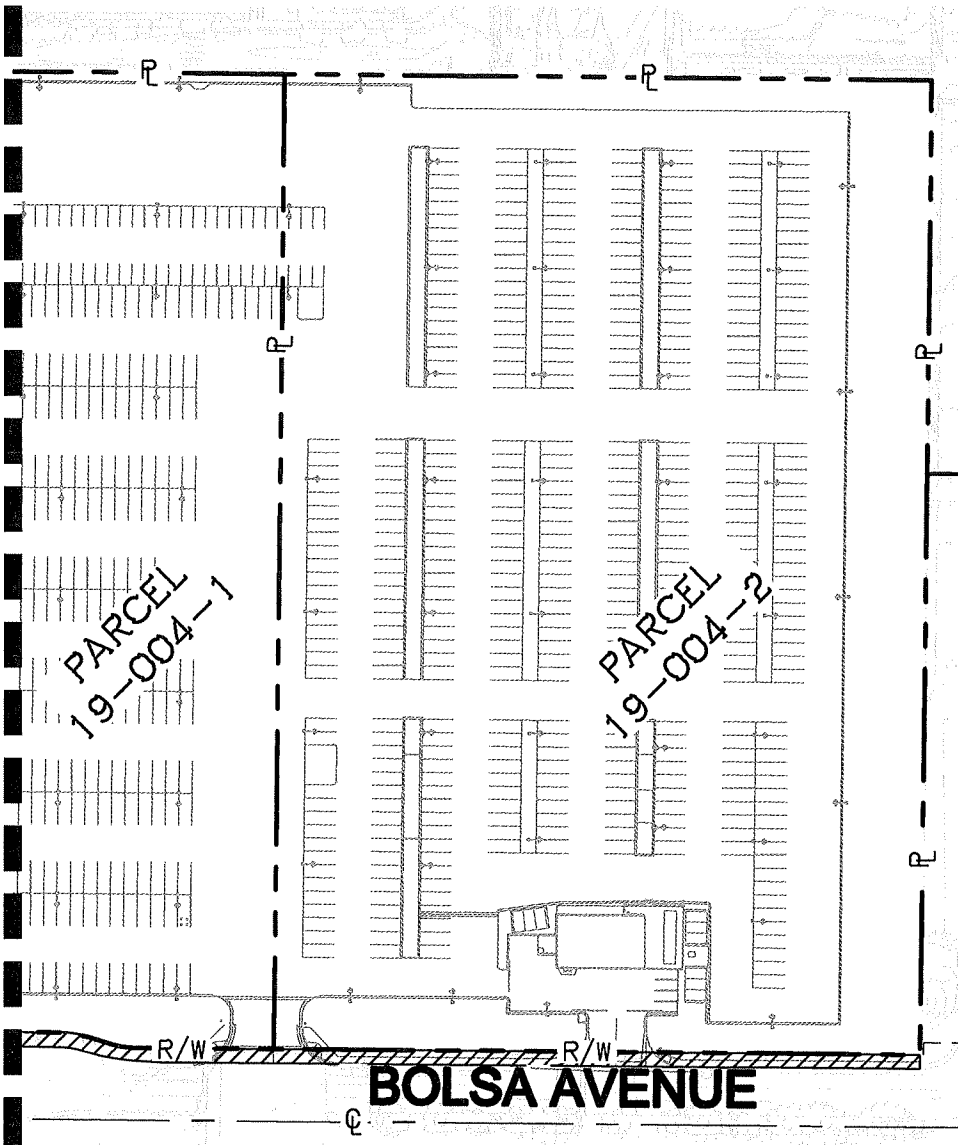 ℄
PL
PL
PL
PL
PARCEL
19-004-1
PARCEL
19-004-2
PL
R/W
R/W
BOLSA AVENUE
CL